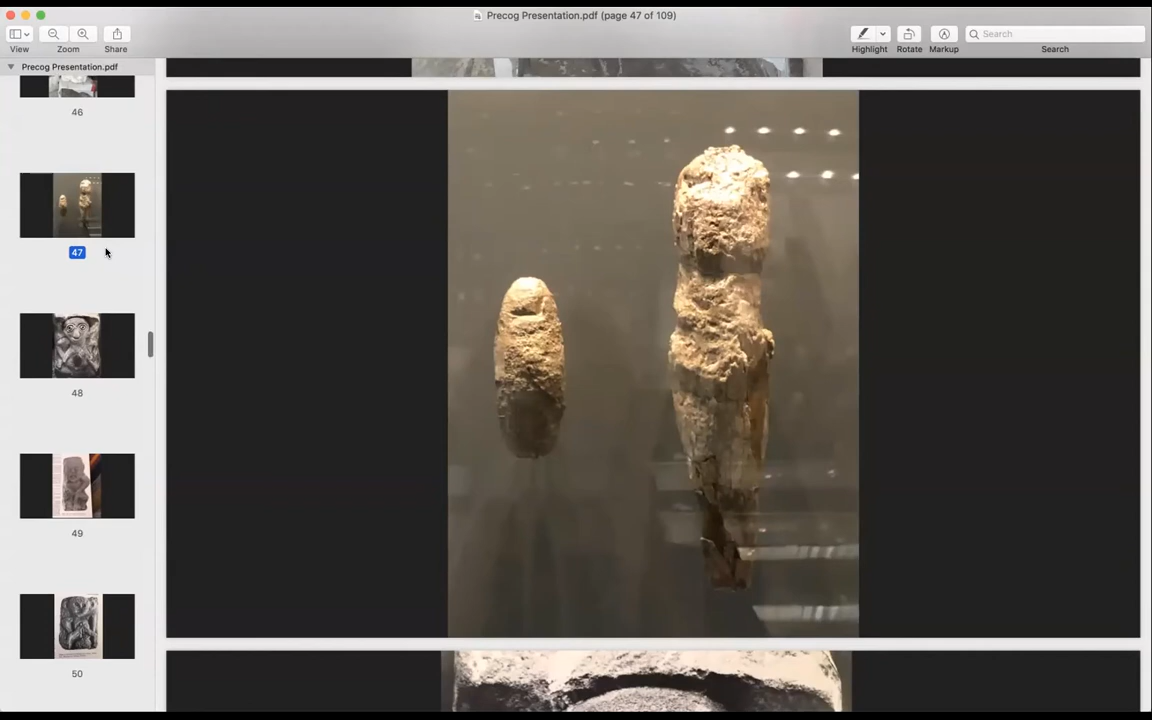 Precog Presentation.pdf (page 47 of 109)
View
Zoom
Share
Highlight
Rotate
Markup
Search
Search
Precog Presentation.pdf
46
47
48
49
50